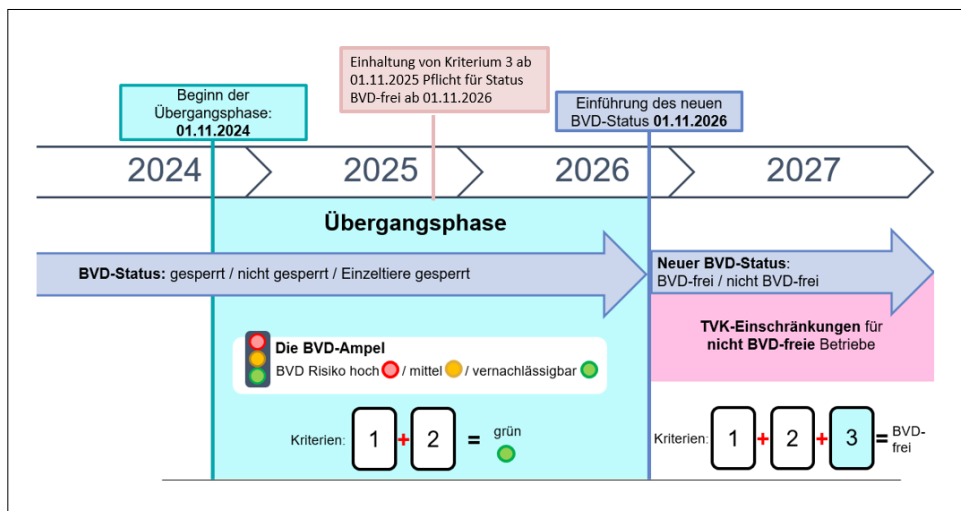 Einhaltung von Kriterium 3 ab
01.11.2025 Pflicht für Status
BVD-frei ab 01.11.2026
Beginn der
Übergangsphase:
01.11.2024
Einführung des neuen
BVD-Status 01.11.2026
2024
2025
2026
2027
Übergangsphase
BVD-Status: gesperrt / nicht gesperrt / Einzeltiere gesperrt
Neuer BVD-Status:
BVD-frei / nicht BVD-frei
TVK-Einschränkungen für
nicht BVD-freie Betriebe
Die BVD-Ampel
BVD Risiko hoch / mittel / vernachlässigbar
Kriterien: 1 + 2 = grün
Kriterien: 1 + 2 + 3 = BVD-
frei